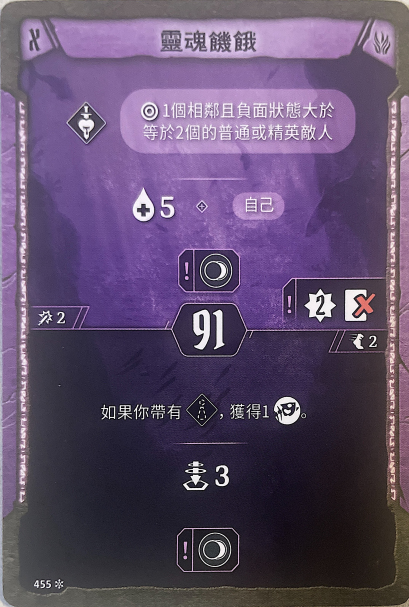 X
靈魂饑餓
1個相鄰且負面狀態大於
等於2個的普通或精英敵人
5 自己
!
! 2
2 91 2
如果你帶有 , 獲得1 。
3
!
455